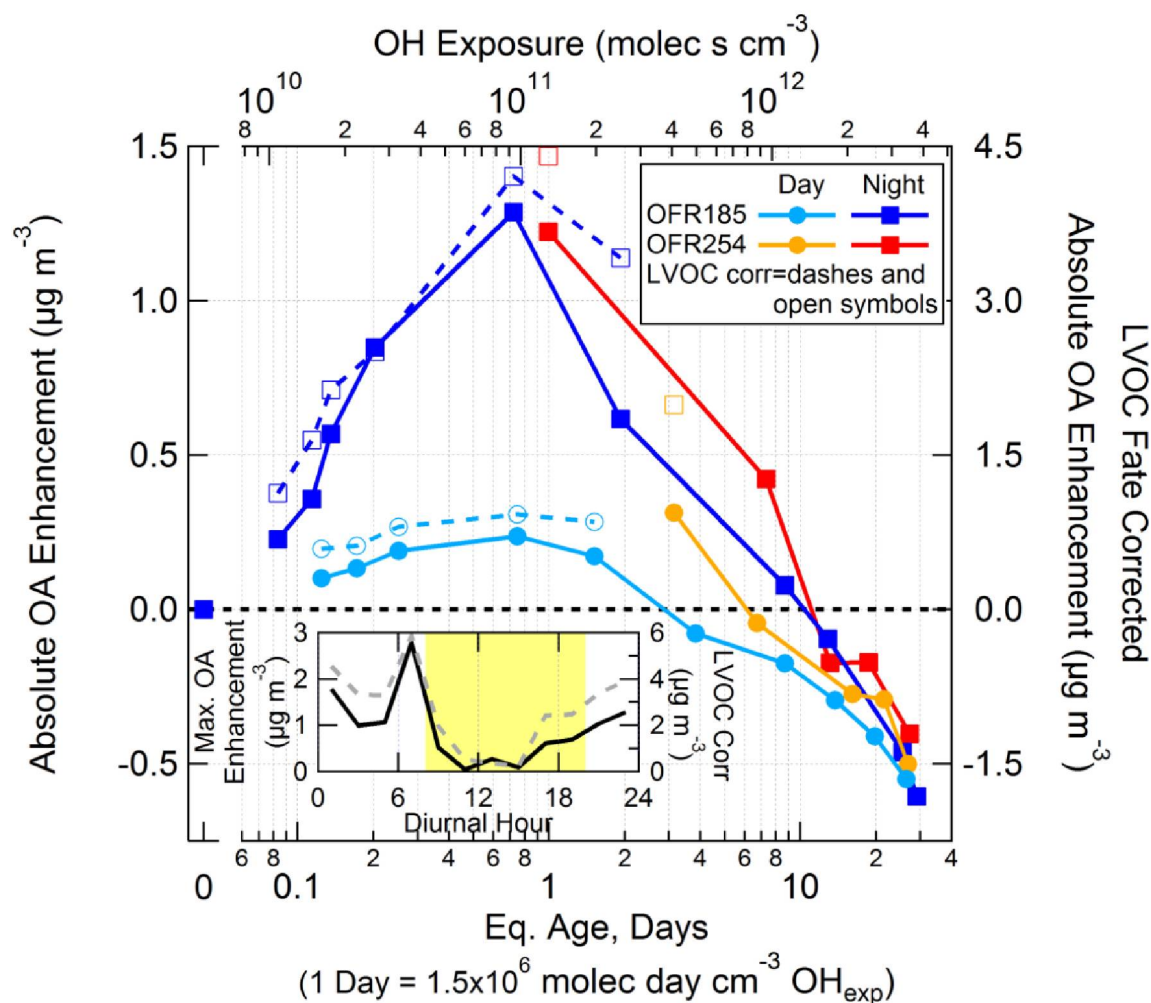 OH Exposure (molec s cm-3)
10^10 10^11 10^12
8 2 4 6 8 2 4 6 8 2 4
1.5
1.0
0.5
0.0
-0.5
Absolute OA Enhancement (µg m-3)
4.5
3.0
1.5
0.0
-1.5
LVOC Fate Corrected
Absolute OA Enhancement (µg m-3)
Day Night
OFR185
OFR254
LVOC corr=dashes and
open symbols
Max. OA
Enhancement
(µg m-3)
3
2
1
0
6
4
2
0
LVOC Corr
(µg m-3)
0 6 12 18 24
Diurnal Hour
6 8 2 4 6 8 2 4 6 8 2 4
0 0.1 1 10
Eq. Age, Days
(1 Day = 1.5x10^6 molec day cm-3 OHexp)